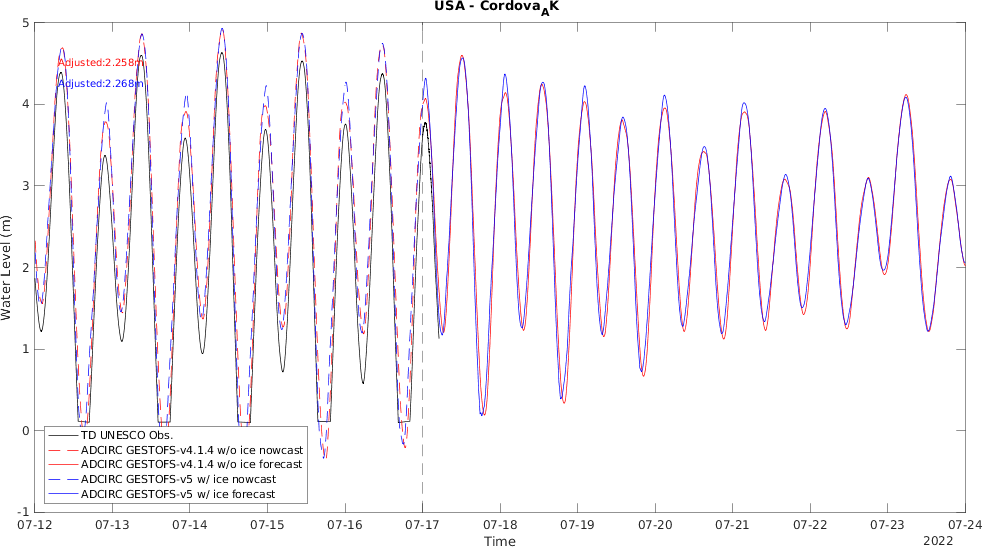 USA - Cordova_AK
5
Adjusted:2.258m
Adjusted:2.268m
4
3
2
1
0
-1
Water Level (m)
TD UNESCO Obs.
ADCIRC GESTOFS-v4.1.4 w/o ice nowcast
ADCIRC GESTOFS-v4.1.4 w/o ice forecast
ADCIRC GESTOFS-v5 w/ ice nowcast
ADCIRC GESTOFS-v5 w/ ice forecast
07-12 07-13 07-14 07-15 07-16 07-17 07-18 07-19 07-20 07-21 07-22 07-23 07-24
Time
2022